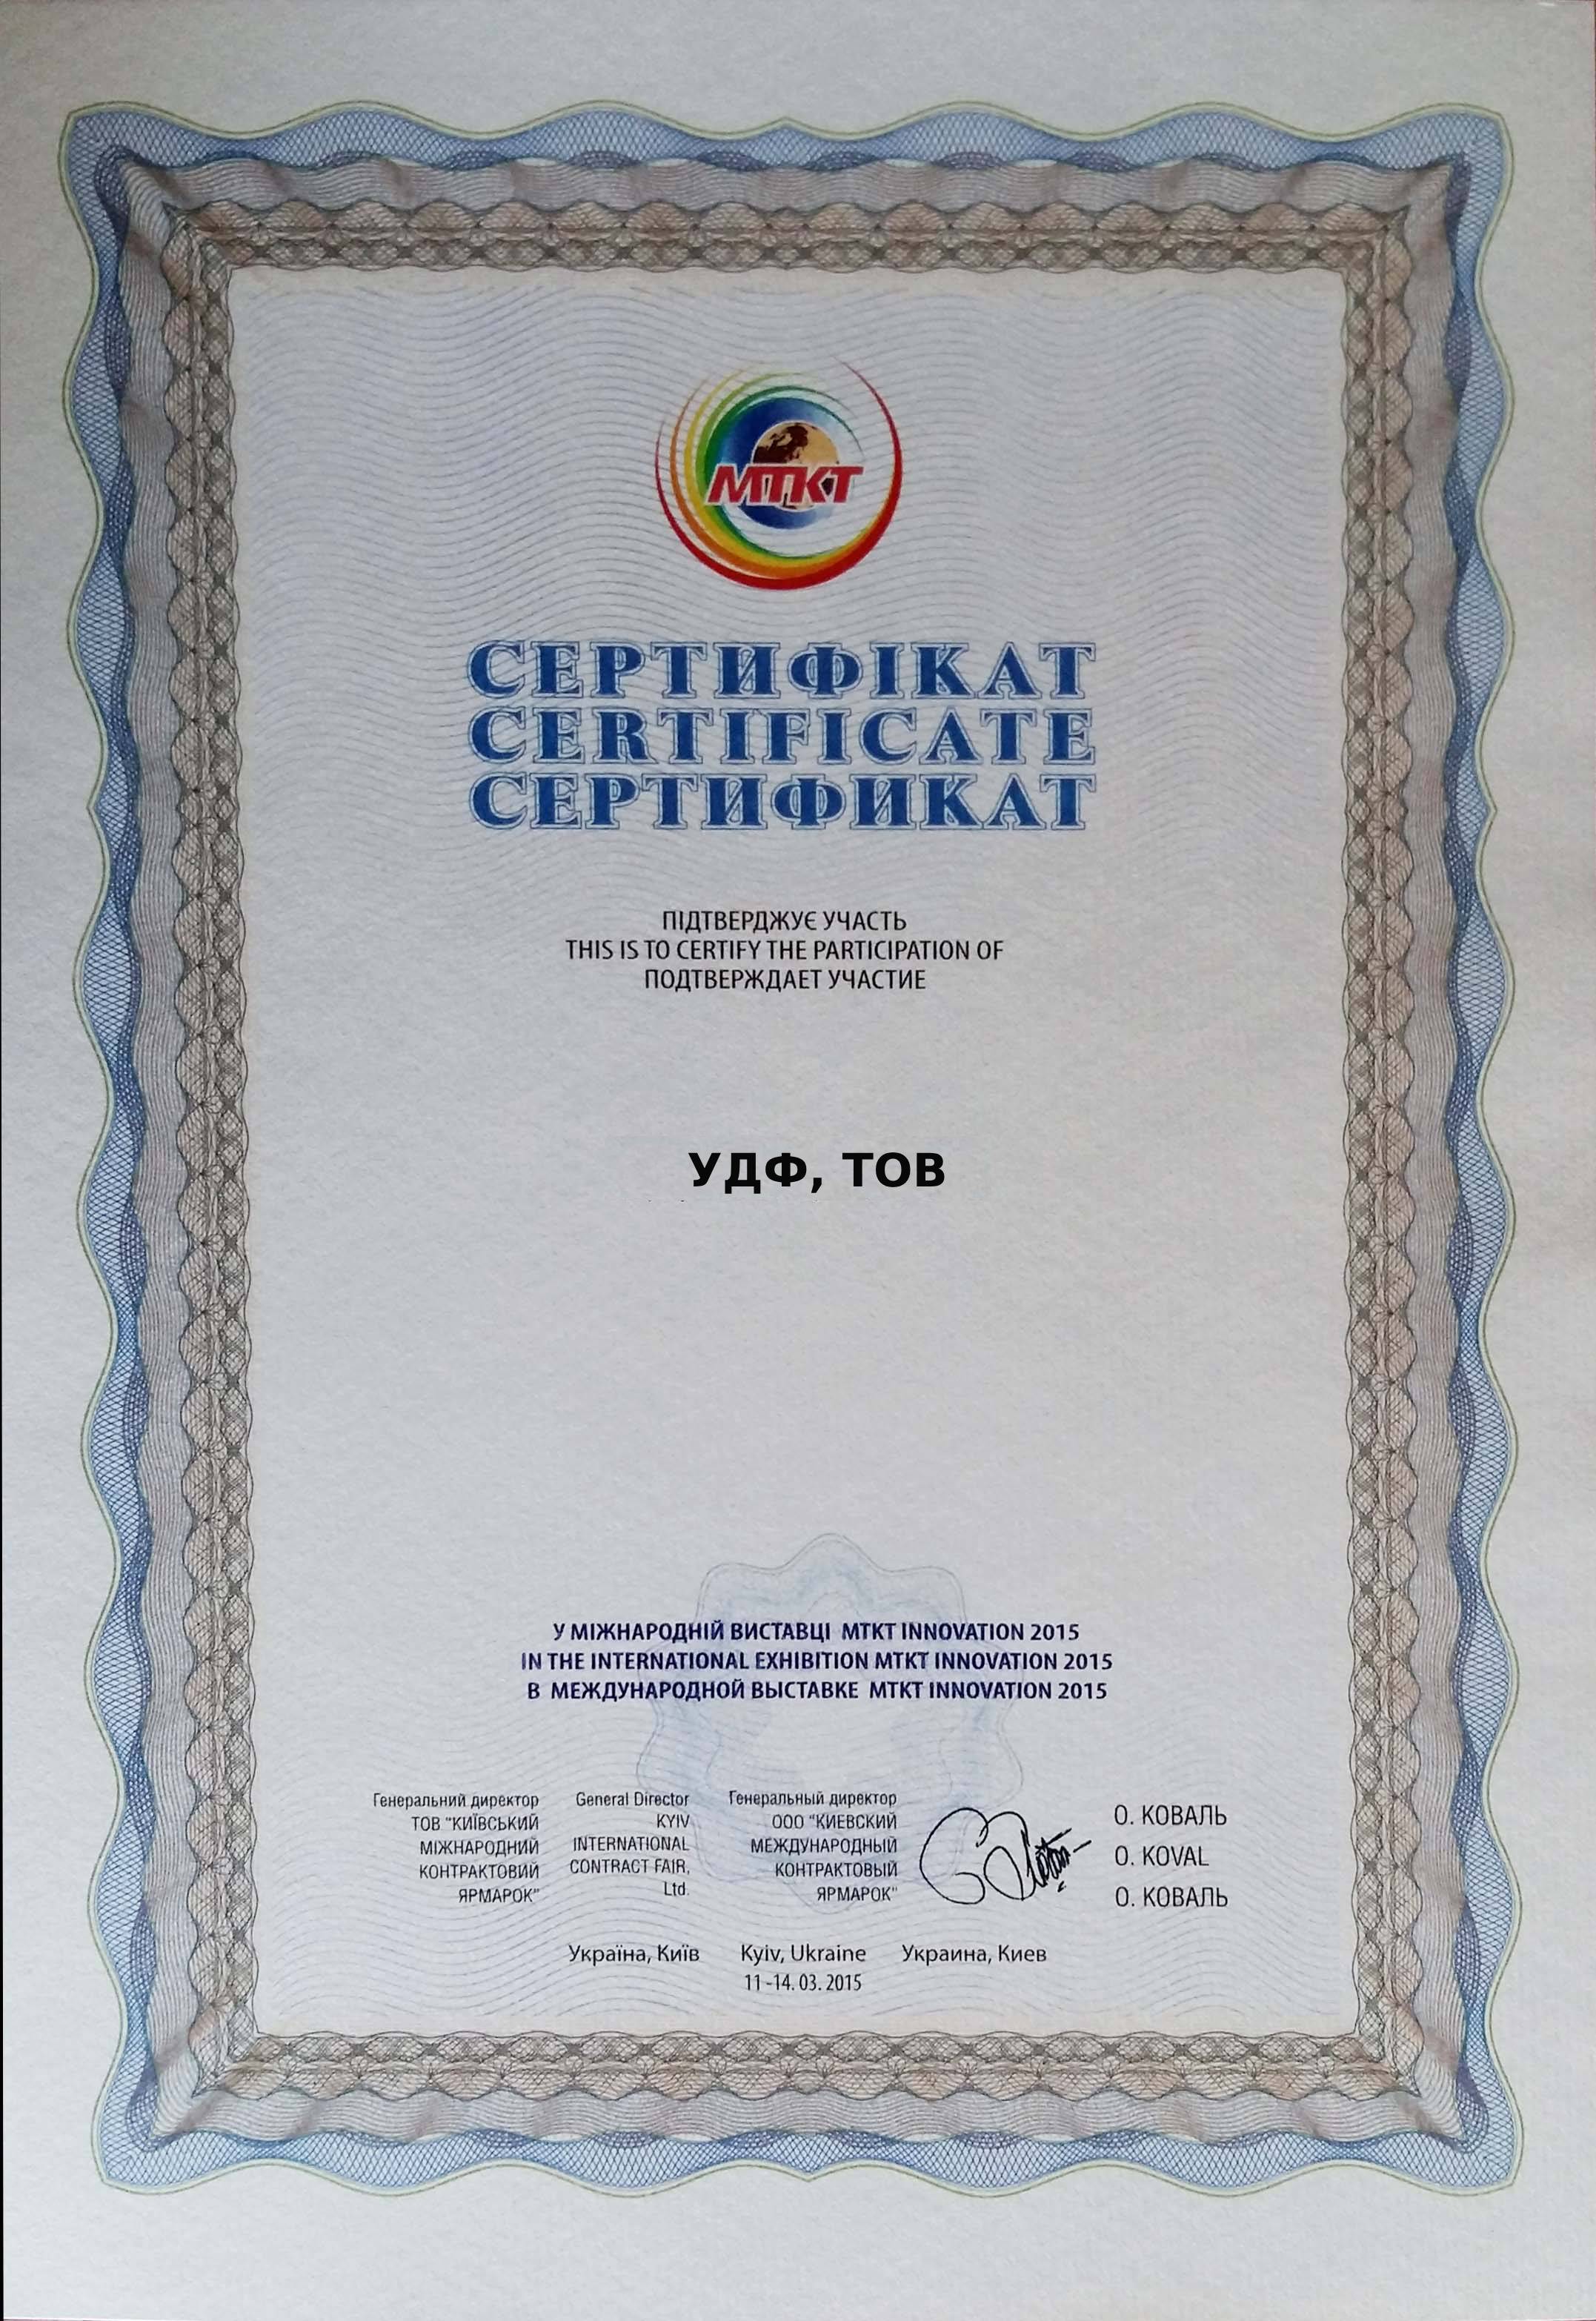 МТКТ
СЕРТИФІКАТ
CERTIFICATE
СЕРТИФИКАТ
ПІДТВЕРДЖУЄ УЧАСТЬ
THIS IS TO CERTIFY THE PARTICIPATION OF
ПОДТВЕРЖДАЕТ УЧАСТИЕ
УДФ, ТОВ
У МІЖНАРОДНІЙ ВИСТАВЦІ МТКТ INNOVATION 2015
IN THE INTERNATIONAL EXHIBITION MTKT INNOVATION 2015
В МЕЖДУНАРОДНОЙ ВЫСТАВКЕ МТКТ INNOVATION 2015
Генеральний директор
ТОВ "КИЇВСЬКИЙ
МІЖНАРОДНИЙ
КОНТРАКТОВИЙ
ЯРМАРОК"
General Director
KYIV
INTERNATIONAL
CONTRACT FAIR,
Ltd.
Генеральный директор
ООО "КИЕВСКИЙ
МЕЖДУНАРОДНЫЙ
КОНТРАКТОВЫЙ
ЯРМАРОК"
О. КОВАЛЬ
O. KOVAL
О. КОВАЛЬ
Україна, Київ Kyiv, Ukraine Украина, Киев
11 -14. 03. 2015